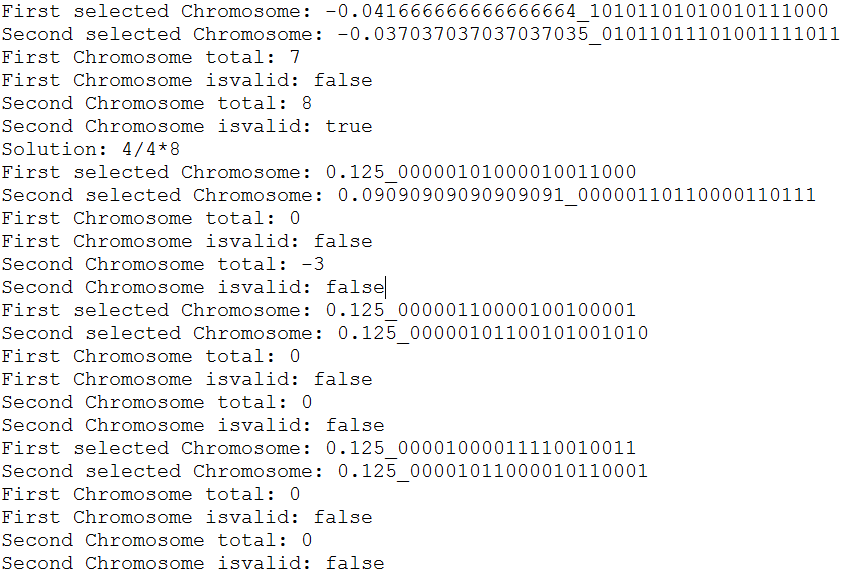 First selected Chromosome: -0.041666666666666664_10101101010010111000
Second selected Chromosome: -0.037037037037037035_01011011101001111011
First Chromosome total: 7
First Chromosome isvalid: false
Second Chromosome total: 8
Second Chromosome isvalid: true
Solution: 4/4*8
First selected Chromosome: 0.125_00000101000010011000
Second selected Chromosome: 0.09090909090909091_00000110110000110111
First Chromosome total: 0
First Chromosome isvalid: false
Second Chromosome total: -3
Second Chromosome isvalid: false
First selected Chromosome: 0.125_00000110000100100001
Second selected Chromosome: 0.125_00000101100101001010
First Chromosome total: 0
First Chromosome isvalid: false
Second Chromosome total: 0
Second Chromosome isvalid: false
First selected Chromosome: 0.125_00001000011110010011
Second selected Chromosome: 0.125_00001011000010110001
First Chromosome total: 0
First Chromosome isvalid: false
Second Chromosome total: 0
Second Chromosome isvalid: false